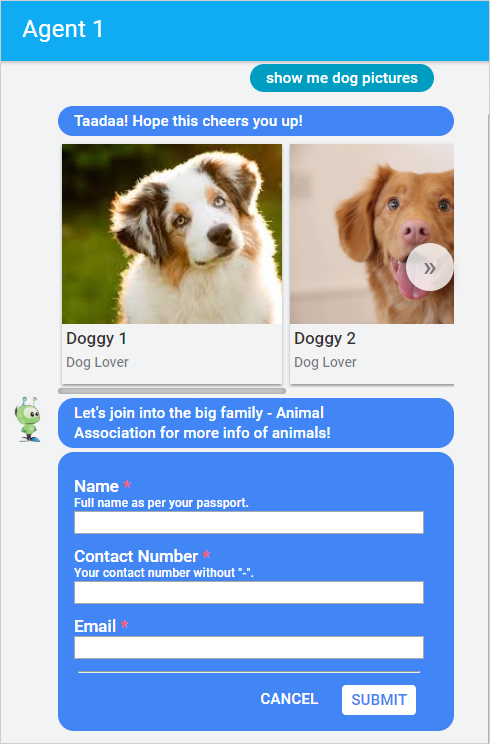 Agent 1
show me dog pictures
Taadaa! Hope this cheers you up!
Doggy 1
Dog Lover
Doggy 2
Dog Lover
»
Let's join into the big family - Animal
Association for more info of animals!
Name *
Full name as per your passport.
Contact Number *
Your contact number without "-".
Email *
CANCEL
SUBMIT